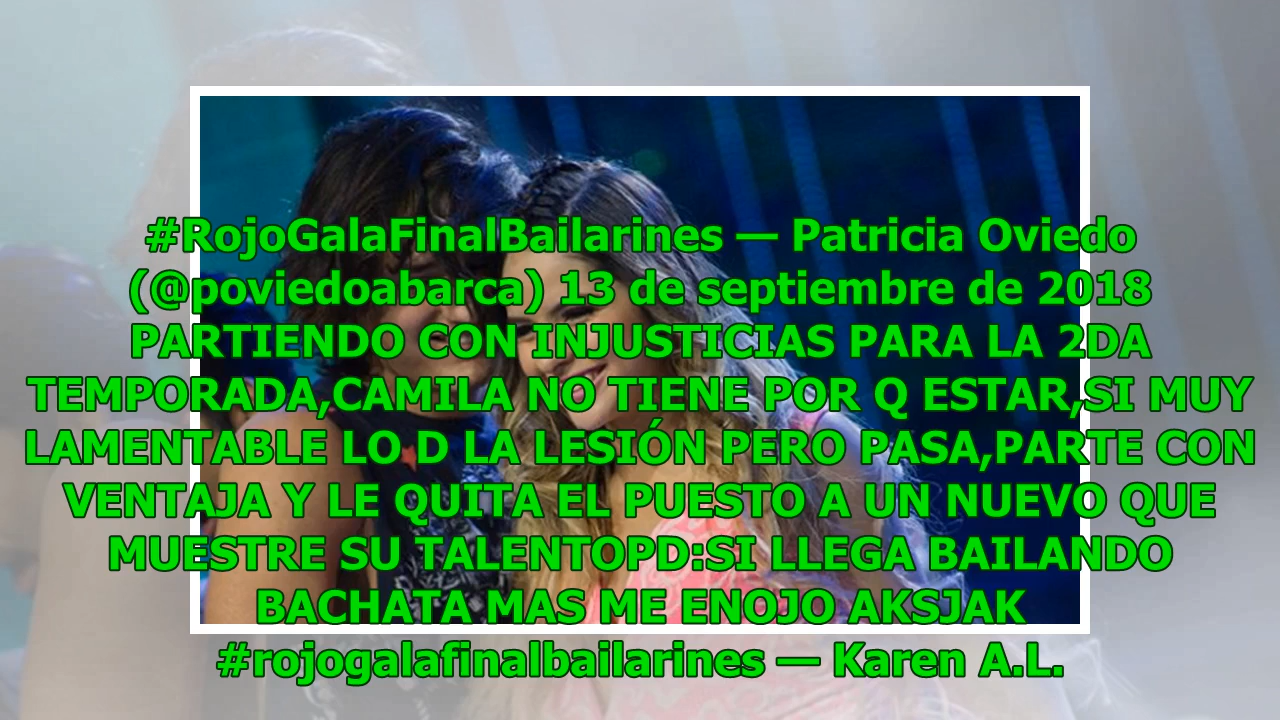 #RojoGalaFinalBailarines — Patricia Oviedo
(@poviedoabarca) 13 de septiembre de 2018
PARTIENDO CON INJUSTICIAS PARA LA 2DA
TEMPORADA,CAMILA NO TIENE POR Q ESTAR,SI MUY
LAMENTABLE LO D LA LESIÓN PERO PASA,PARTE CON
VENTAJA Y LE QUITA EL PUESTO A UN NUEVO QUE
MUESTRE SU TALENTOPD:SI LLEGA BAILANDO
BACHATA MAS ME ENOJO AKSJAK
#rojogalafinalbailarines — Karen A.L.